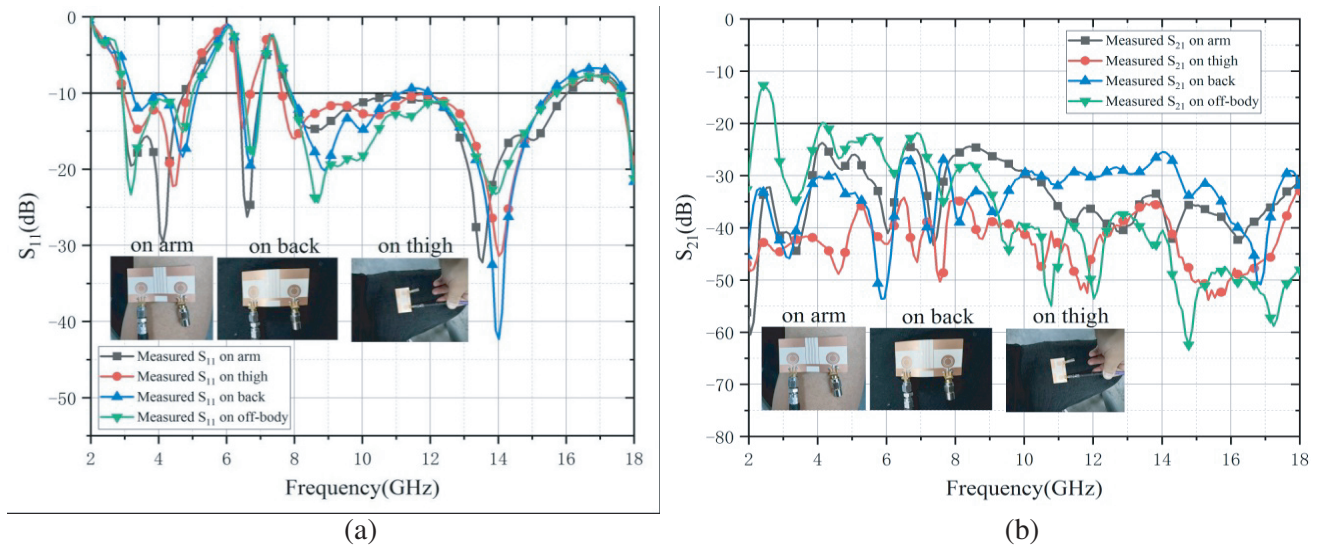 0
−10
−20
−30
−40
−50
2 4 6 8 10 12 14 16 18
S₁₁(dB)
Frequency(GHz)
on arm on back on thigh
Measured S₁₁ on arm
Measured S₁₁ on thigh
Measured S₁₁ on back
Measured S₁₁ on off-body
(a)
0
−10
−20
−30
−40
−50
−60
−70
−80
2 4 6 8 10 12 14 16 18
S₂₁(dB)
Frequency(GHz)
Measured S₂₁ on arm
Measured S₂₁ on thigh
Measured S₂₁ on back
Measured S₂₁ on off-body
on arm on back on thigh
(b)